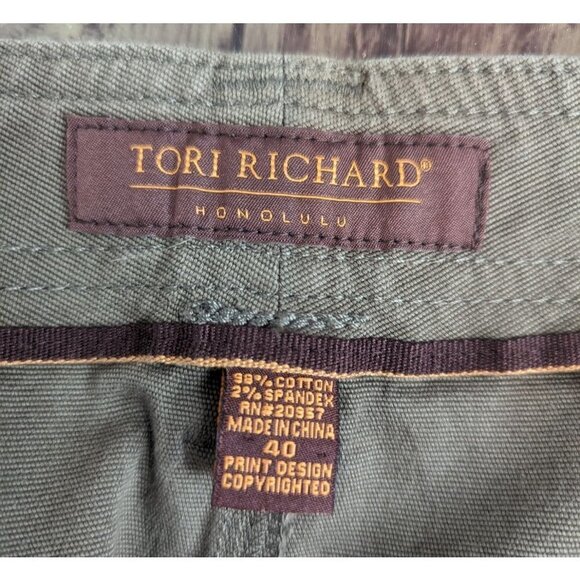 TORI RICHARD®
HONOLULU
98% COTTON
2% SPANDEX
RN#20957
MADE IN CHINA
40
PRINT DESIGN
COPYRIGHTED